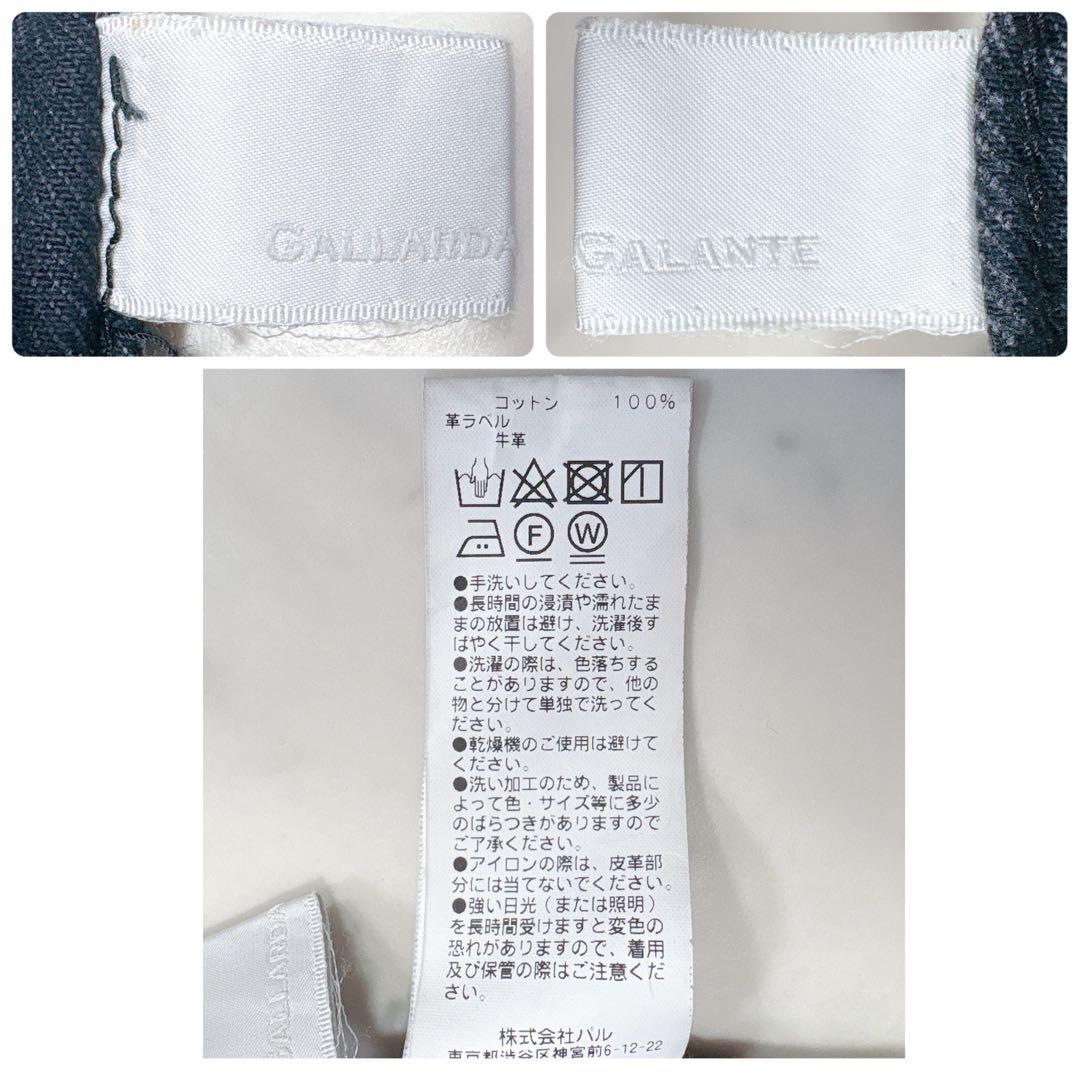 GALLARDA
GALANTE
コットン 100%
革ラベル
牛革
F W
●手洗いしてください。
●長時間の浸漬や濡れたま
まの放置は避け、洗濯後す
ばやく干してください。
●洗濯の際は、色落ちする
ことがありますので、他の
物と分けて単独で洗ってく
ださい。
●乾燥機のご使用は避けて
ください。
●洗い加工のため、製品に
よって色・サイズ等に多少
のばらつきがありますので
ご了承ください。
●アイロンの際は、皮革部
分には当てないでください。
●強い日光（または照明）
を長時間受けますと変色の
恐れがありますので、着用
及び保管の際はご注意くだ
さい。
株式会社パル
東京都渋谷区神宮前6-12-22
GALLARDA